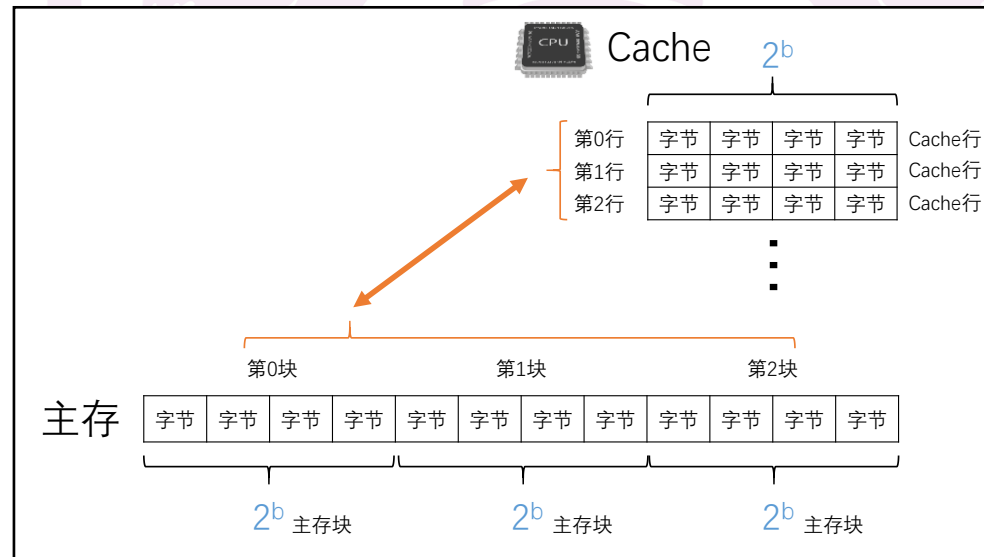 CPU Cache 2ᵇ
第0行 字节 字节 字节 字节 Cache行
第1行 字节 字节 字节 字节 Cache行
第2行 字节 字节 字节 字节 Cache行
第0块 第1块 第2块
主存 字节 字节 字节 字节 字节 字节 字节 字节 字节 字节 字节 字节
2ᵇ 主存块 2ᵇ 主存块 2ᵇ 主存块